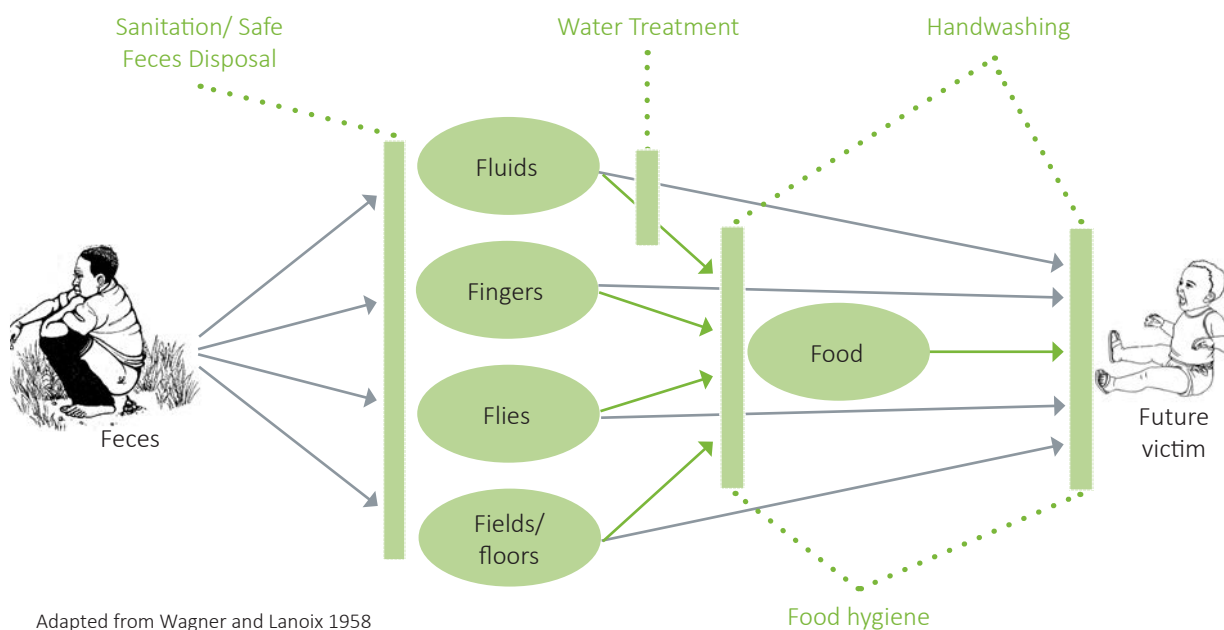 Sanitation/ Safe
Feces Disposal
Water Treatment
Handwashing
Fluids
Fingers
Flies
Fields/
floors
Food
Feces
Future
victim
Food hygiene
Adapted from Wagner and Lanoix 1958